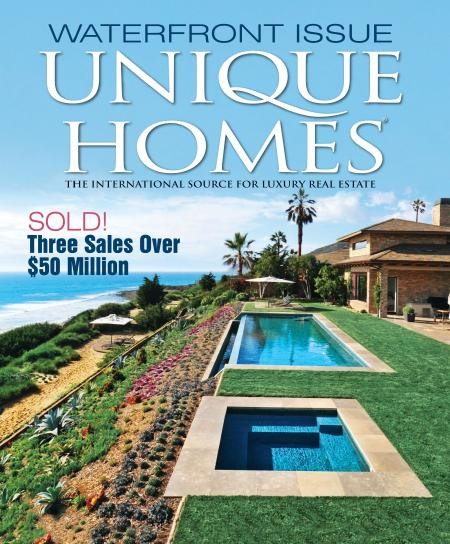 WATERFRONT ISSUE
UNIQUE
HOMES®
THE INTERNATIONAL SOURCE FOR LUXURY REAL ESTATE
SOLD!
Three Sales Over
$50 Million